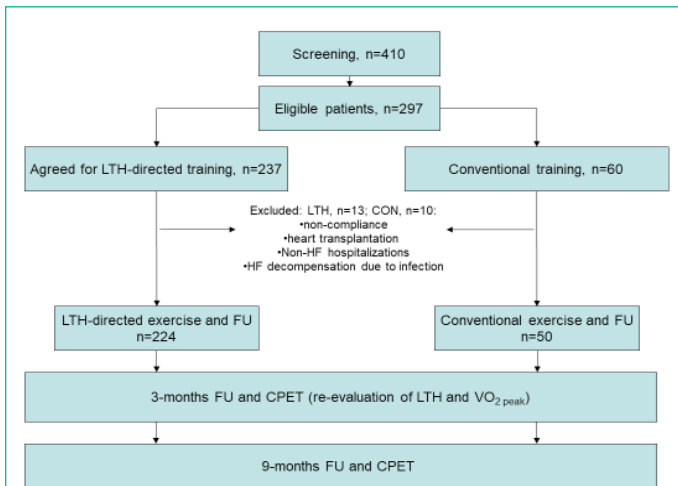 Screening, n=410
Eligible patients, n=297
Agreed for LTH-directed training, n=237
Conventional training, n=60
Excluded: LTH, n=13; CON, n=10:
•non-compliance
•heart transplantation
•Non-HF hospitalizations
•HF decompensation due to infection
LTH-directed exercise and FU
n=224
Conventional exercise and FU
n=50
3-months FU and CPET (re-evaluation of LTH and VO2 peak)
9-months FU and CPET